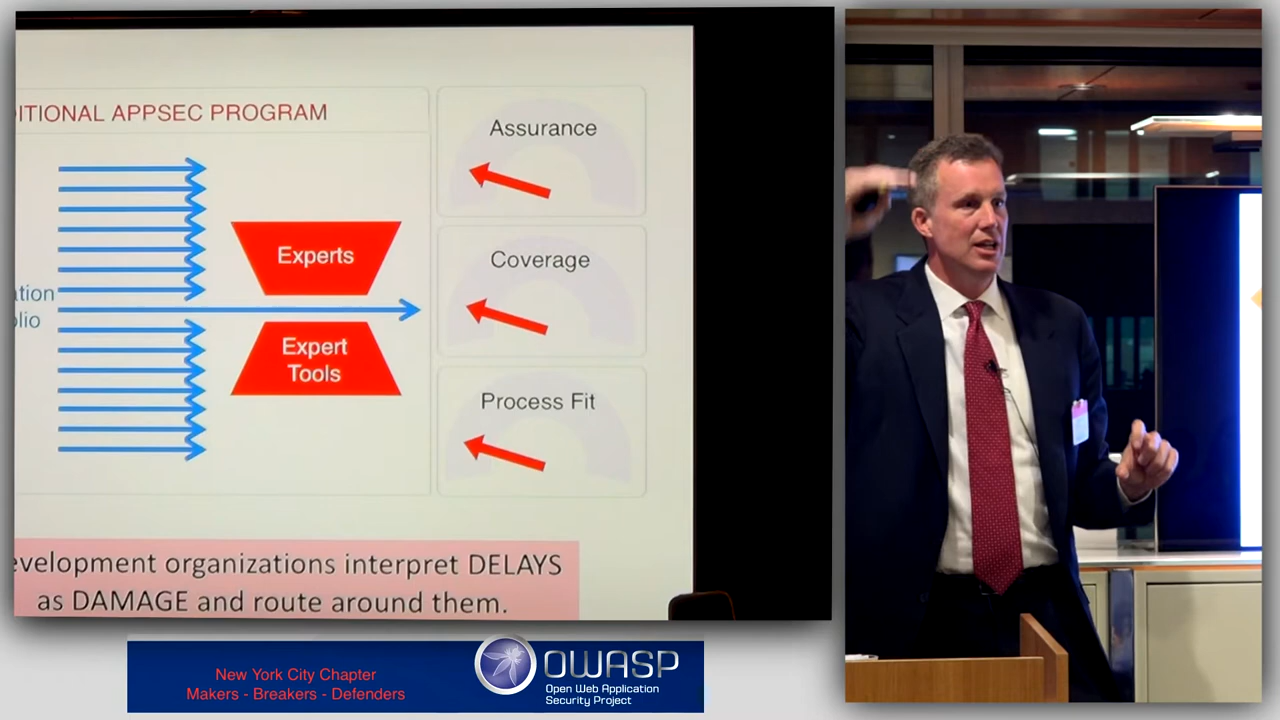 DITIONAL APPSEC PROGRAM
Assurance
Experts
Coverage
ation
olio
Expert
Tools
Process Fit
evelopment organizations interpret DELAYS
as DAMAGE and route around them.
New York City Chapter
Makers - Breakers - Defenders
OWASP
Open Web Application
Security Project